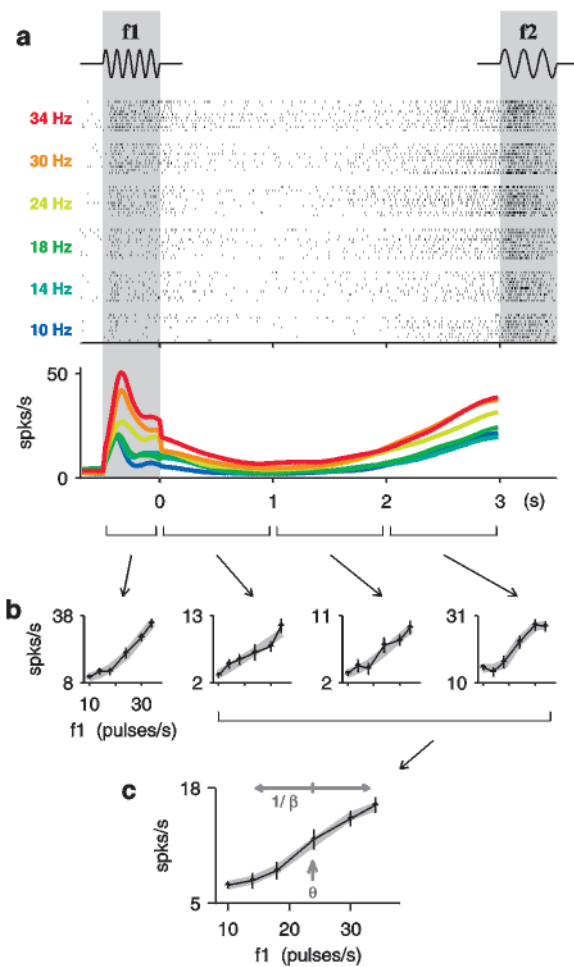 a
f1 f2
34 Hz
30 Hz
24 Hz
18 Hz
14 Hz
10 Hz
50
spks/s
0
0 1 2 3 (s)
b
38 13 11 31
spks/s
8 2 2 10
10 30
f1 (pulses/s)
c
18
1/ β
spks/s
θ
5
10 20 30
f1 (pulses/s)